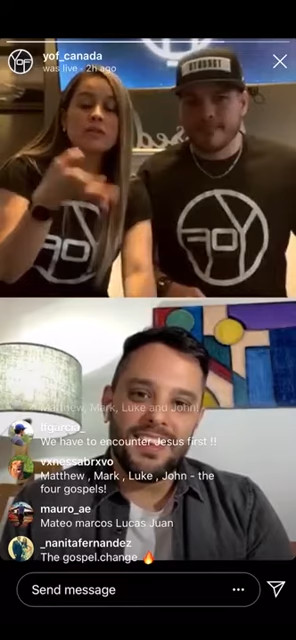 yof_canada
was live · 2h ago
YOF
YOF
Matthew, Mark, Luke and John
lfgarcia_
We have to encounter Jesus first !!
vxnessabrxvo
Matthew , Mark , Luke , John - the
four gospels!
mauro_ae
Mateo marcos Lucas Juan
_nanitafernandez
The gospel.change 🔥
Send message